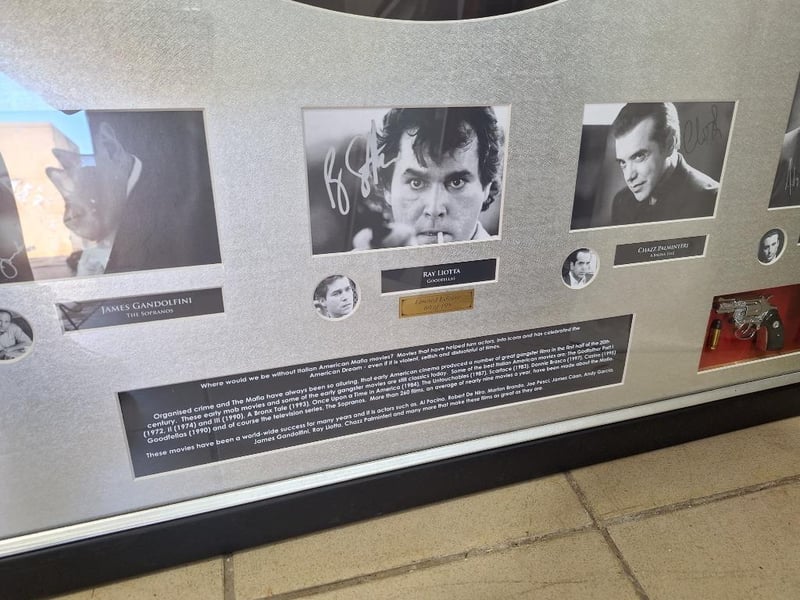 JAMES GANDOLFINI
THE SOPRANOS
RAY LIOTTA
GOODFELLAS
CHAZZ PALMINTERI
A BRONX TALE
Limited Edition
Where would we be without Italian American Mafia movies? Movies that have helped turn actors, into icons and has celebrated the
American Dream - even if it is violent, selfish and distasteful at times.
Organised crime and The Mafia have always been so alluring, that early American cinema produced a number of great gangster films in the first half of the 20th
century. These early mob movies and some of the early gangster movies are still classics today. Some of the best Italian American movies are; The Godfather Part I
(1972, II (1974) and III (1990), A Bronx Tale (1993), Once Upon a Time in America (1984), The Untouchables (1987), Scarface (1983), Donnie Brasco (1997), Casino (1995)
Goodfellas (1990) and of course the television series, The Sopranos. More than 260 films, an average of nearly nine movies a year, have been made about the Mafia.
These movies have been a world-wide success for many years and it is actors such as, Al Pacino, Robert De Niro, Marlon Brando, Joe Pesci, James Caan, Andy Garcia,
James Gandolfini, Ray Liotta, Chazz Palminteri and many more that make these films as great as they are.